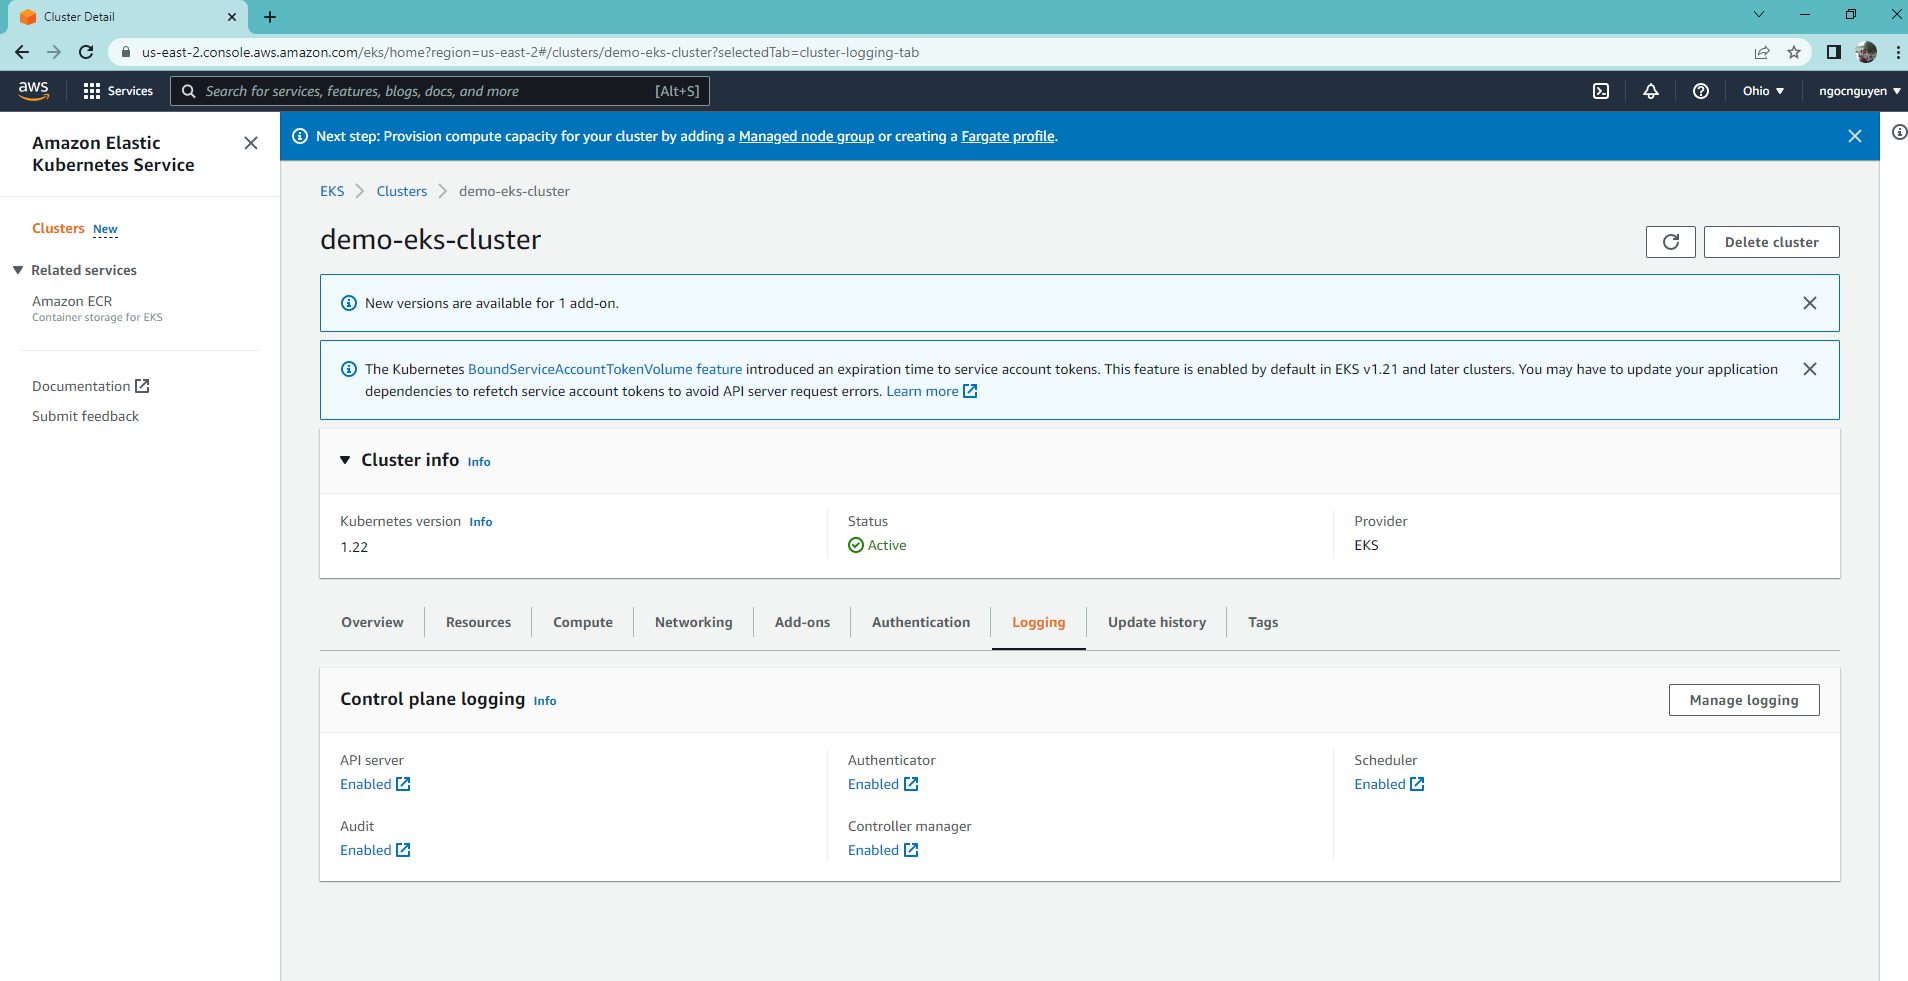 Cluster Detail
us-east-2.console.aws.amazon.com/eks/home?region=us-east-2#/clusters/demo-eks-cluster?selectedTab=cluster-logging-tab
aws
Services
Search for services, features, blogs, docs, and more
[Alt+S]
Ohio
ngocnguyen
Amazon Elastic
Kubernetes Service
Clusters New
Related services
Amazon ECR
Container storage for EKS
Documentation
Submit feedback
Next step: Provision compute capacity for your cluster by adding a Managed node group or creating a Fargate profile.
EKS
Clusters
demo-eks-cluster
demo-eks-cluster
Delete cluster
New versions are available for 1 add-on.
The Kubernetes BoundServiceAccountTokenVolume feature introduced an expiration time to service account tokens. This feature is enabled by default in EKS v1.21 and later clusters. You may have to update your application
dependencies to refetch service account tokens to avoid API server request errors. Learn more
Cluster info Info
Kubernetes version Info
1.22
Status
Active
Provider
EKS
Overview
Resources
Compute
Networking
Add-ons
Authentication
Logging
Update history
Tags
Control plane logging Info
Manage logging
API server
Enabled
Audit
Enabled
Authenticator
Enabled
Controller manager
Enabled
Scheduler
Enabled